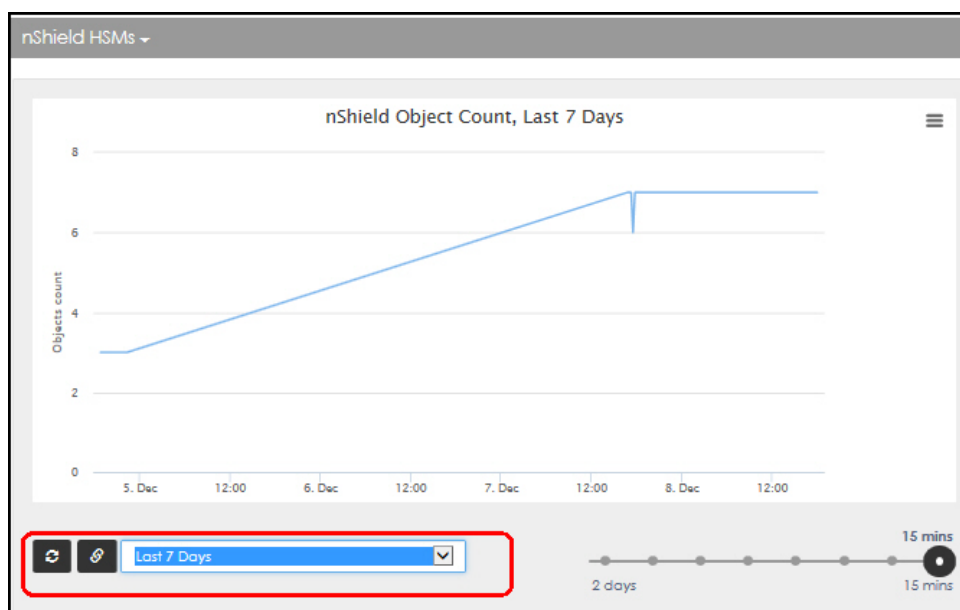 nShield HSMs
nShield Object Count, Last 7 Days
8
6
4
2
0
Objects count
5. Dec 12:00 6. Dec 12:00 7. Dec 12:00 8. Dec 12:00
Last 7 Days
15 mins
2 days 15 mins